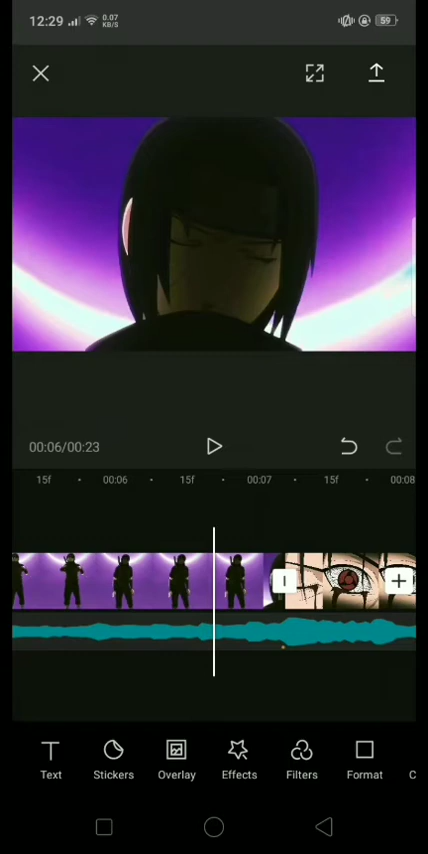 12:29 0.07 KB/S 59
00:06/00:23
15f 00:06 15f 00:07 15f 00:08
Text Stickers Overlay Effects Filters Format C